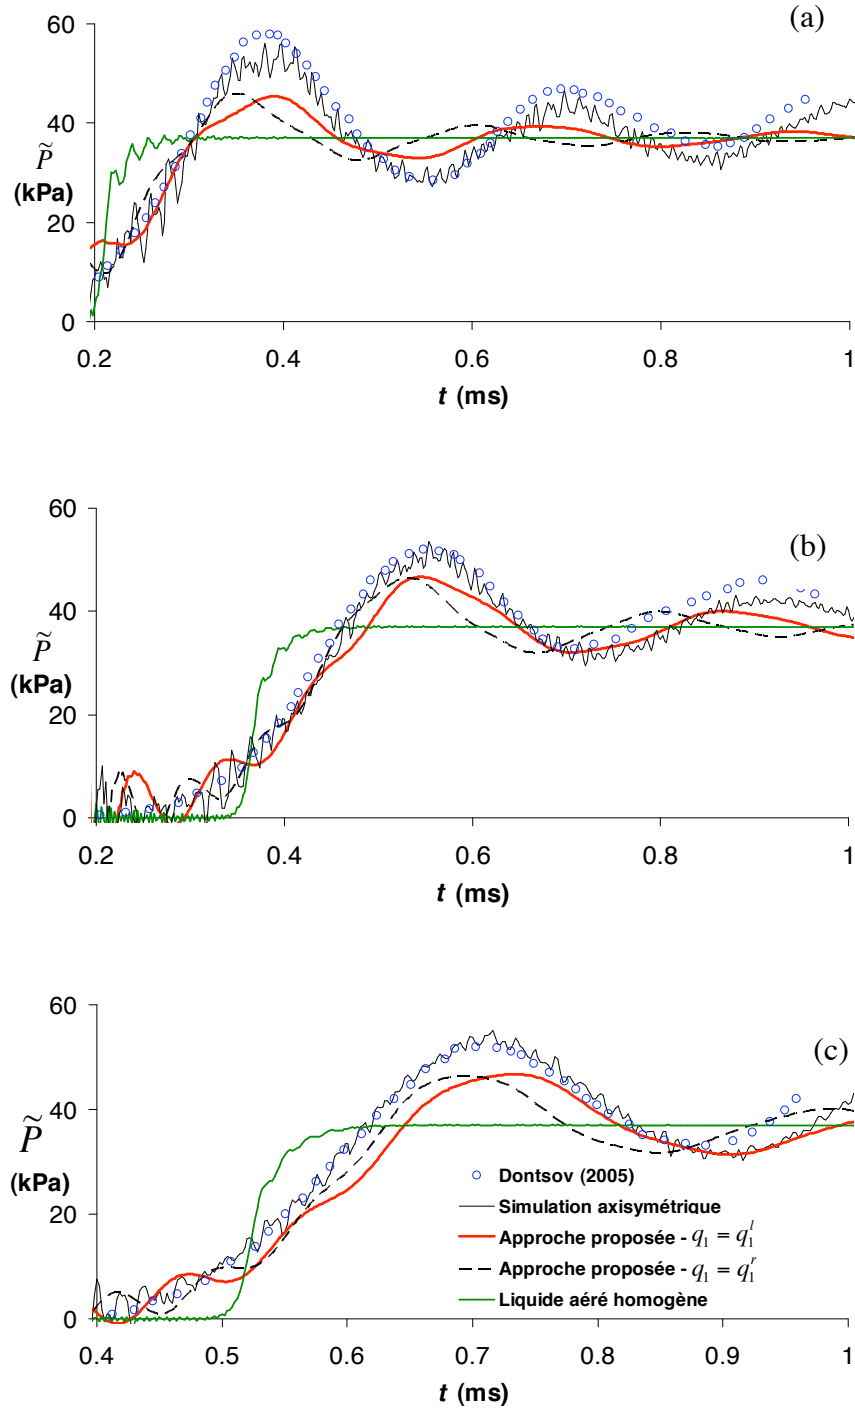 (a)
60
40
20
0
P̃
(kPa)
0.2 0.4 0.6 0.8 1
t (ms)
(b)
60
40
20
0
P̃
(kPa)
0.2 0.4 0.6 0.8 1
t (ms)
(c)
60
40
20
0
P̃
(kPa)
Dontsov (2005)
Simulation axisymétrique
Approche proposée - q₁ = q₁ˡ
Approche proposée - q₁ = q₁ʳ
Liquide aéré homogène
0.4 0.5 0.6 0.7 0.8 0.9 1
t (ms)